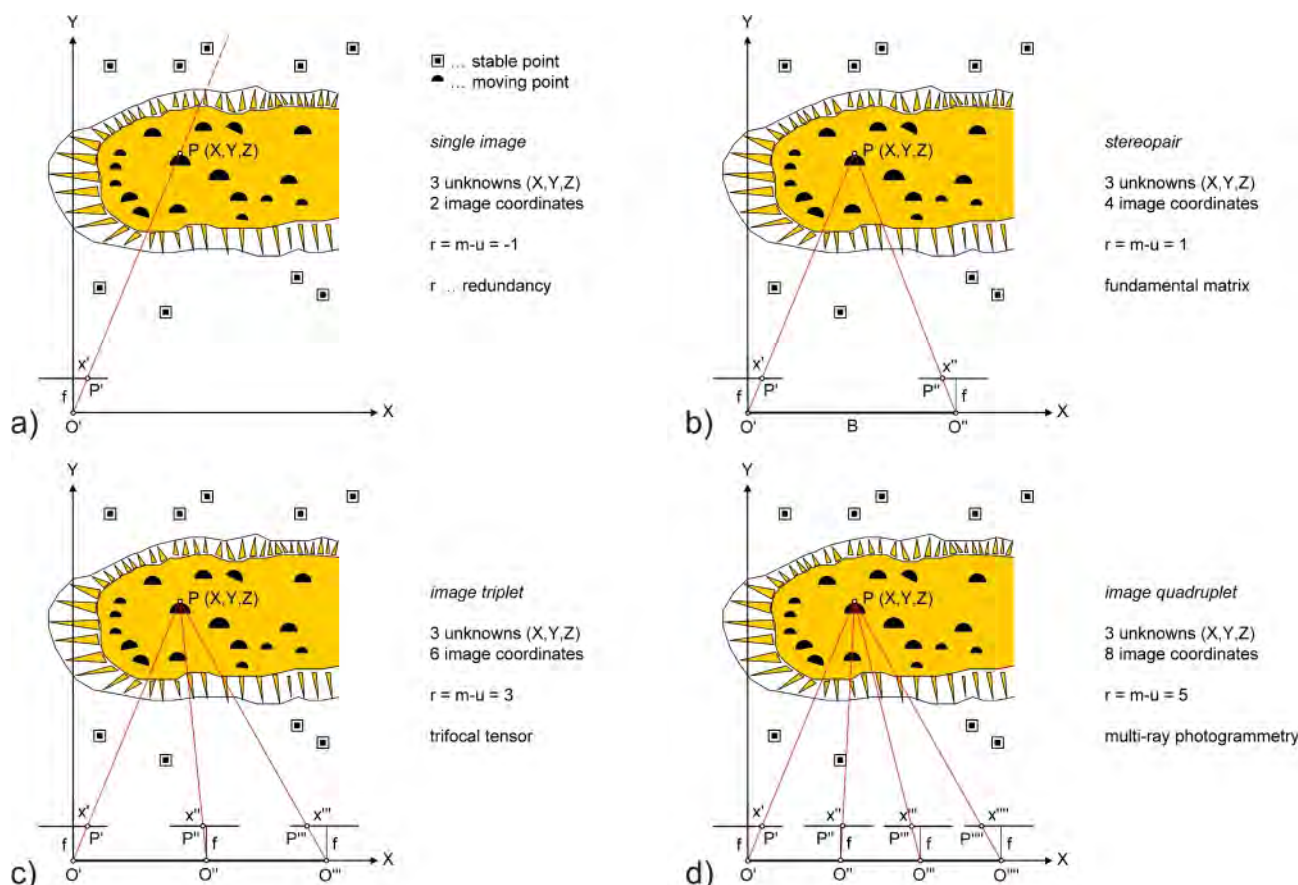 Y
… stable point
… moving point
single image
P (X,Y,Z)
3 unknowns (X,Y,Z)
2 image coordinates
r = m-u = -1
r … redundancy
x'
f
P'
X
a)
O'
Y
stereopair
P (X,Y,Z)
3 unknowns (X,Y,Z)
4 image coordinates
r = m-u = 1
fundamental matrix
x'
x"
f
P'
P"
f
X
b)
O'
B
O"
Y
image triplet
P (X,Y,Z)
3 unknowns (X,Y,Z)
6 image coordinates
r = m-u = 3
trifocal tensor
x'
x"
x'"
f
P'
P"
f
P'"
f
X
c)
O'
O"
O'"
Y
image quadruplet
P (X,Y,Z)
3 unknowns (X,Y,Z)
8 image coordinates
r = m-u = 5
multi-ray photogrammetry
x'
x"
x'"
x""
f
P'
P"
f
P'"
f
P""
f
X
d)
O'
O"
O'"
O""